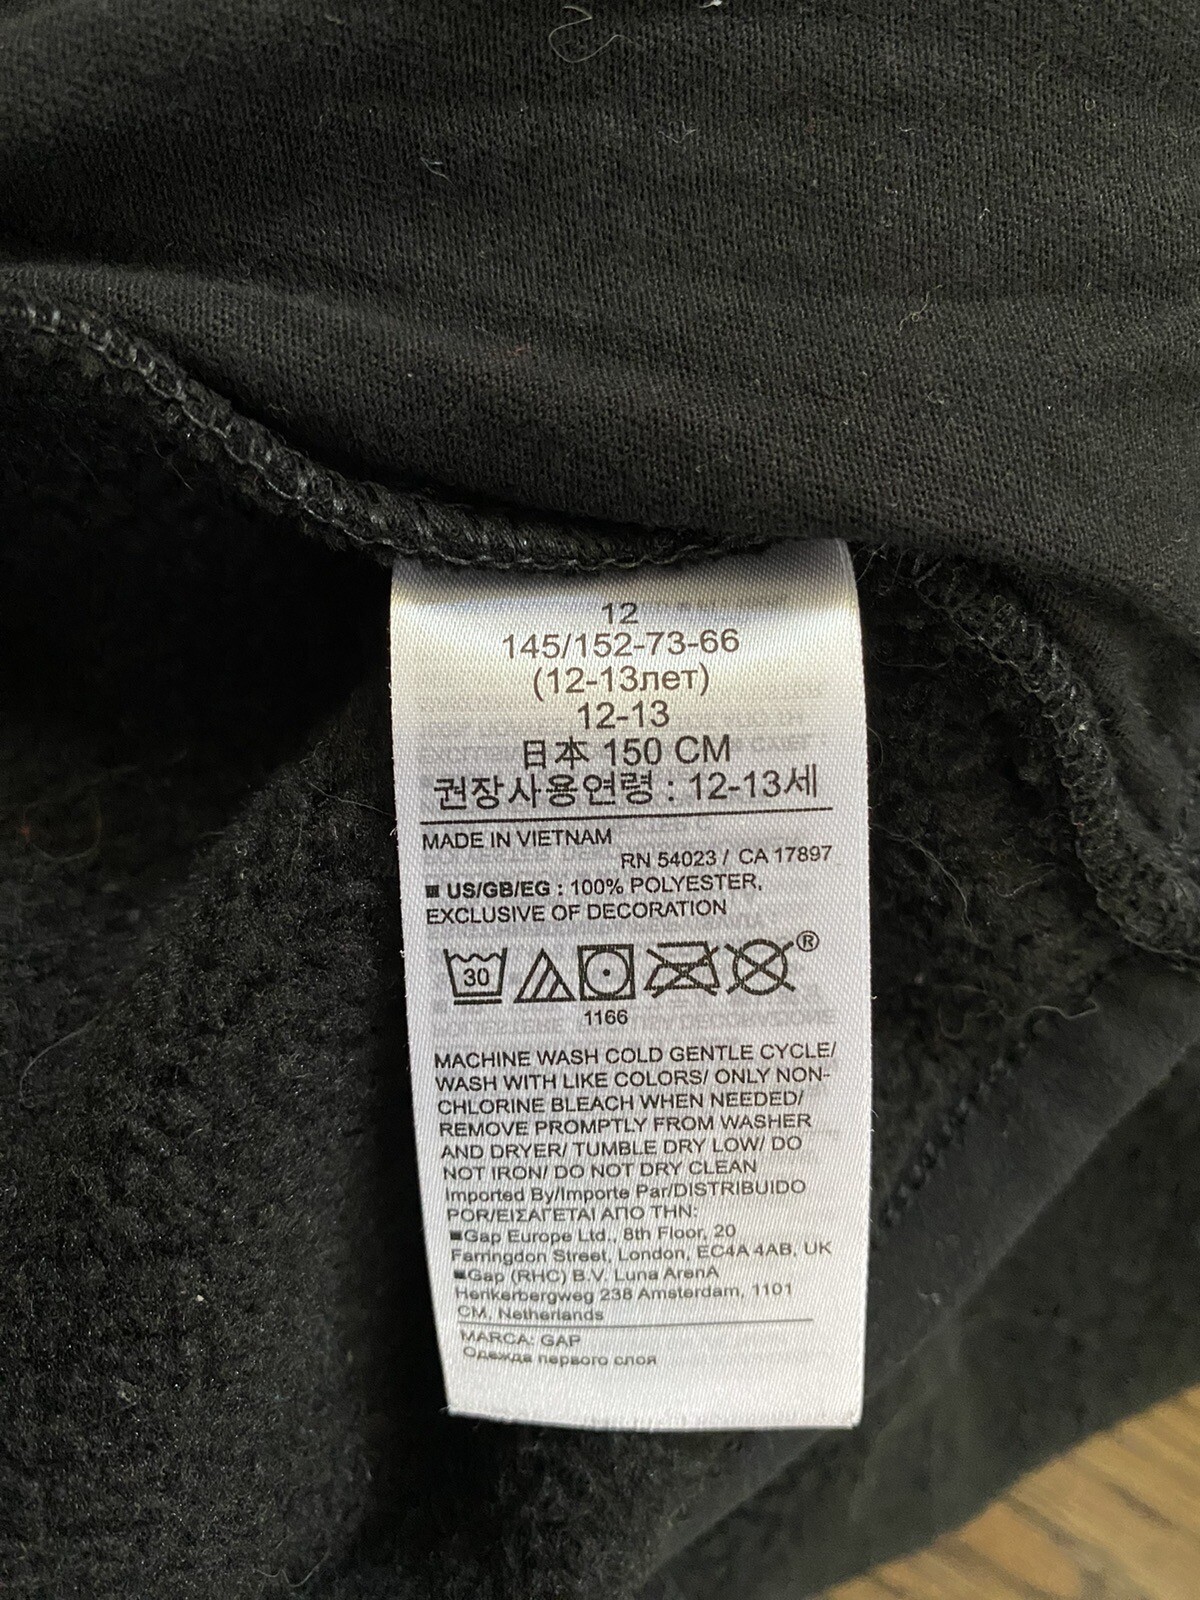 12
145/152-73-66
(12-13лет)
12-13
日本 150 CM
권장사용연령 : 12-13세
MADE IN VIETNAM
RN 54023 / CA 17897
■ US/GB/EG : 100% POLYESTER,
EXCLUSIVE OF DECORATION
30
®
1166
MACHINE WASH COLD GENTLE CYCLE/
WASH WITH LIKE COLORS/ ONLY NON-
CHLORINE BLEACH WHEN NEEDED/
REMOVE PROMPTLY FROM WASHER
AND DRYER/ TUMBLE DRY LOW/ DO
NOT IRON/ DO NOT DRY CLEAN
Imported By/Importe Par/DISTRIBUIDO
POR/ΕΙΣΑΓΕΤΑΙ ΑΠΟ ΤΗΝ:
■Gap Europe Ltd., 8th Floor, 20
Farringdon Street, London, EC4A 4AB, UK
■Gap (RHC) B.V. Luna ArenA
Herikerbergweg 238 Amsterdam, 1101
CM, Netherlands
MARCA: GAP
Одежда первого слоя